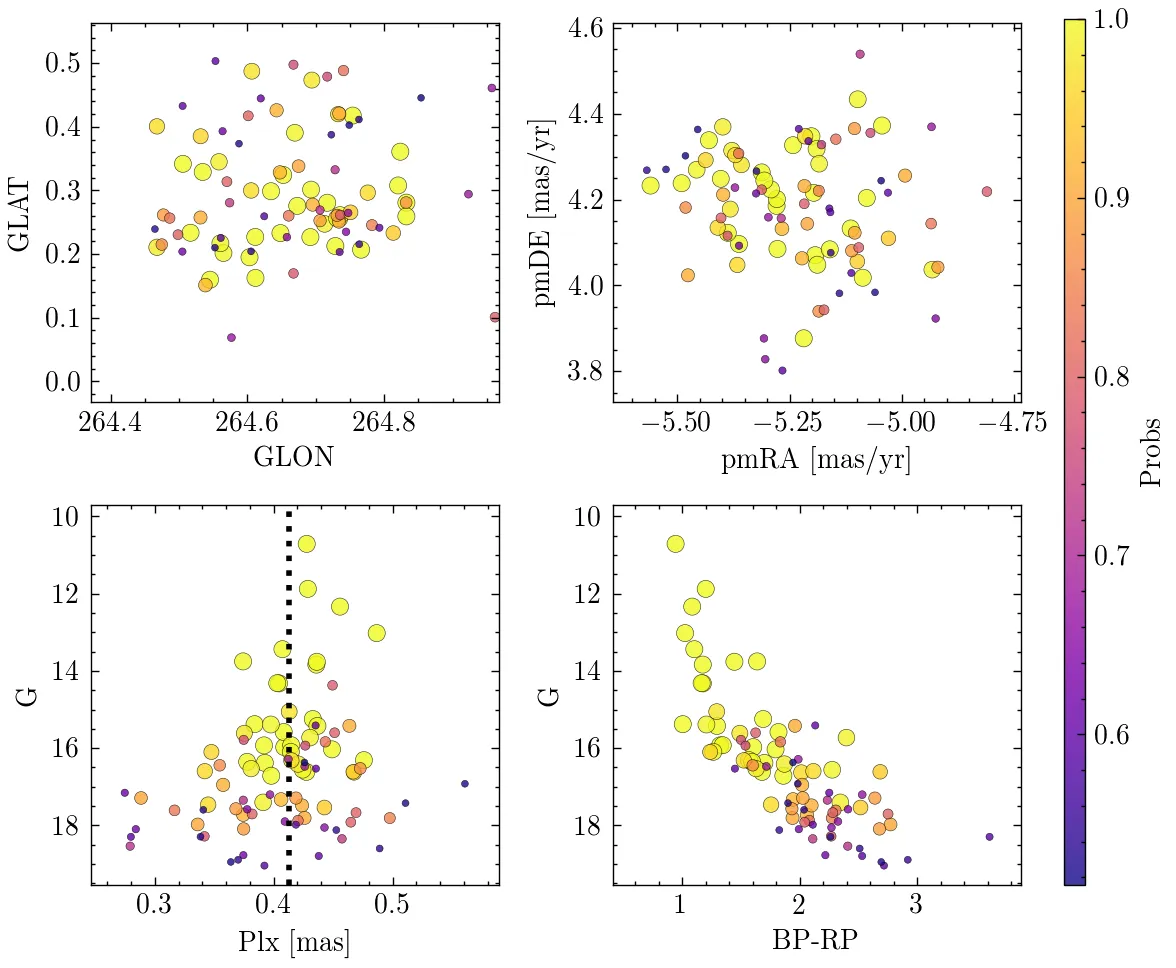 0.5
0.4
0.3
0.2
0.1
0.0
GLAT
264.4 264.6 264.8
GLON
4.6
4.4
4.2
4.0
3.8
pmDE [mas/yr]
−5.50 −5.25 −5.00 −4.75
pmRA [mas/yr]
10
12
14
16
18
G
0.3 0.4 0.5
Plx [mas]
10
12
14
16
18
G
1 2 3
BP-RP
1.0
0.9
0.8
0.7
0.6
Probs